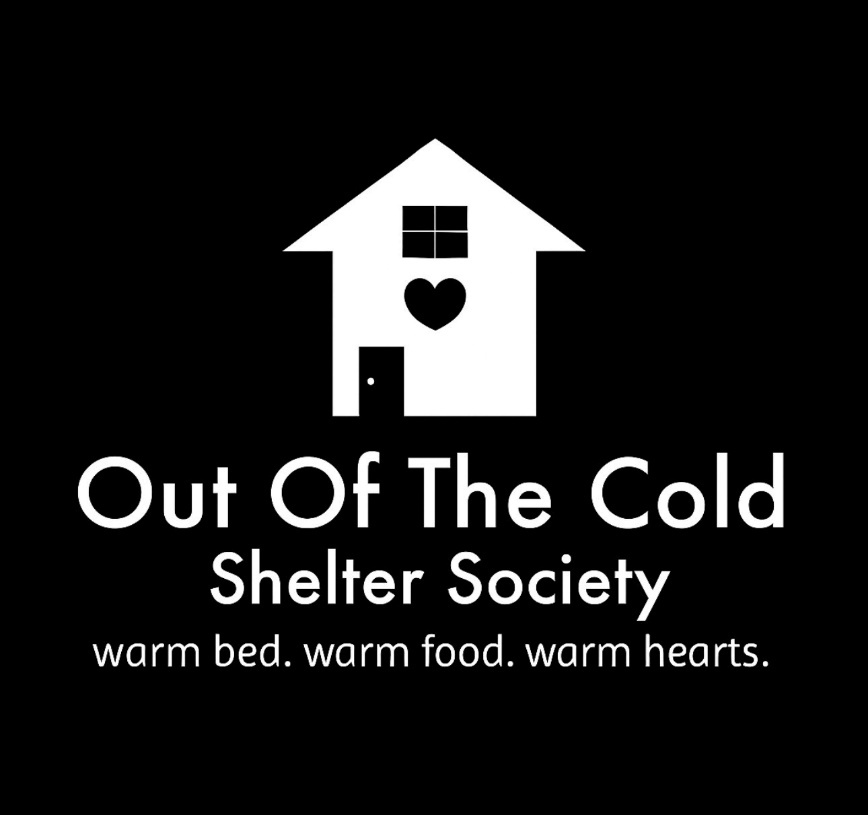 Out Of The Cold
Shelter Society
warm bed. warm food. warm hearts.